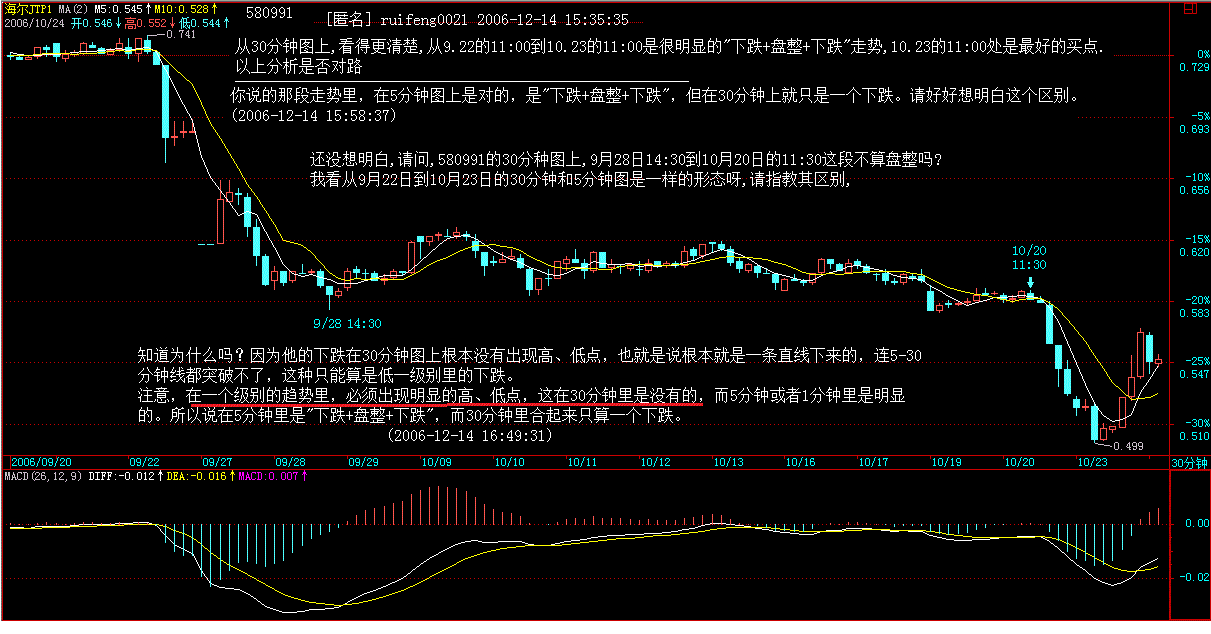 海尔JTP1 MA(2) M5:0.545↑M10:0.528↑
2006/10/24 开0.546↓高0.552↓低0.544↑
580991
[匿名] ruifeng0021 2006-12-14 15:35:35
0.741
从30分钟图上,看得更清楚,从9.22的11:00到10.23的11:00是很明显的"下跌+盘整+下跌"走势,10.23的11:00处是最好的买点.
以上分析是否对路
你说的那段走势里，在5分钟图上是对的，是"下跌+盘整+下跌"，但在30分钟上就只是一个下跌。请好好想明白这个区别。
(2006-12-14 15:58:37)
还没想明白,请问,580991的30分种图上,9月28日14:30到10月20日的11:30这段不算盘整吗?
我看从9月22日到10月23日的30分钟和5分钟图是一样的形态呀,请指教其区别,
10/20
11:30
9/28 14:30
知道为什么吗？因为他的下跌在30分钟图上根本没有出现高、低点，也就是说根本就是一条直线下来的，连5-30
分钟线都突破不了，这种只能算是低一级别里的下跌。
注意，在一个级别的趋势里，必须出现明显的高、低点，这在30分钟里是没有的，而5分钟或者1分钟里是明显
的。所以说在5分钟里是"下跌+盘整+下跌"，而30分钟里合起来只算一个下跌。
(2006-12-14 16:49:31)
0.499
0%
0.729
-5%
0.693
-10%
0.656
-15%
0.620
-20%
0.583
-25%
0.547
-30%
0.510
2006/09/20 09/22 09/27 09/28 09/29 10/09 10/10 10/11 10/12 10/13 10/16 10/17 10/19 10/20 10/23 30分钟
MACD(26,12,9) DIFF:-0.012↑DEA:-0.016↑MACD:0.007↑
0.00
-0.02